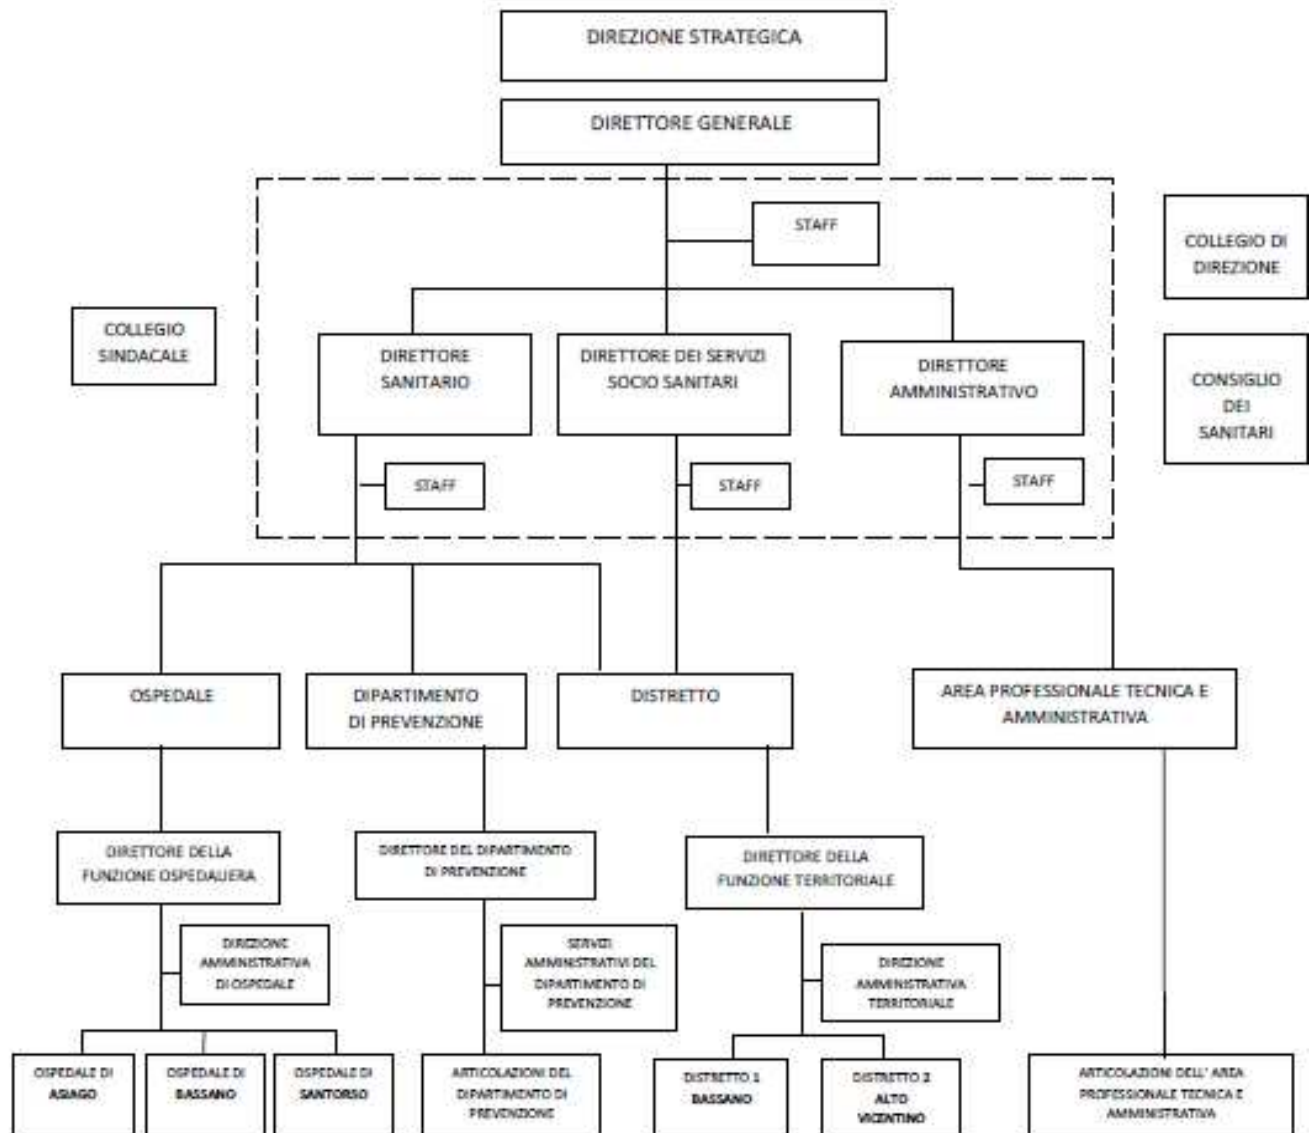 DIREZIONE STRATEGICA
DIRETTORE GENERALE
STAFF
COLLEGIO DI
DIREZIONE
COLLEGIO
SINDACALE
DIRETTORE
SANITARIO
DIRETTORE DEI SERVIZI
SOCIO SANITARI
DIRETTORE
AMMINISTRATIVO
CONSIGLIO
DEI
SANITARI
STAFF
STAFF
STAFF
OSPEDALE
DIPARTIMENTO
DI PREVENZIONE
DISTRETTO
AREA PROFESSIONALE TECNICA E
AMMINISTRATIVA
DIRETTORE DELLA
FUNZIONE OSPEDALIERA
DIRETTORE DEL DIPARTIMENTO
DI PREVENZIONE
DIRETTORE DELLA
FUNZIONE TERRITORIALE
DIREZIONE
AMMINISTRATIVA
DI OSPEDALE
SERVIZI
AMMINISTRATIVI DEL
DIPARTIMENTO DI
PREVENZIONE
DIREZIONE
AMMINISTRATIVA
TERRITORIALE
OSPEDALE DI
ASIAGO
OSPEDALE DI
BASSANO
OSPEDALE DI
SANTORSO
ARTICOLAZIONI DEL
DIPARTIMENTO DI
PREVENZIONE
DISTRETTO 1
BASSANO
DISTRETTO 2
ALTO
VICENTINO
ARTICOLAZIONI DELL' AREA
PROFESSIONALE TECNICA E
AMMINISTRATIVA